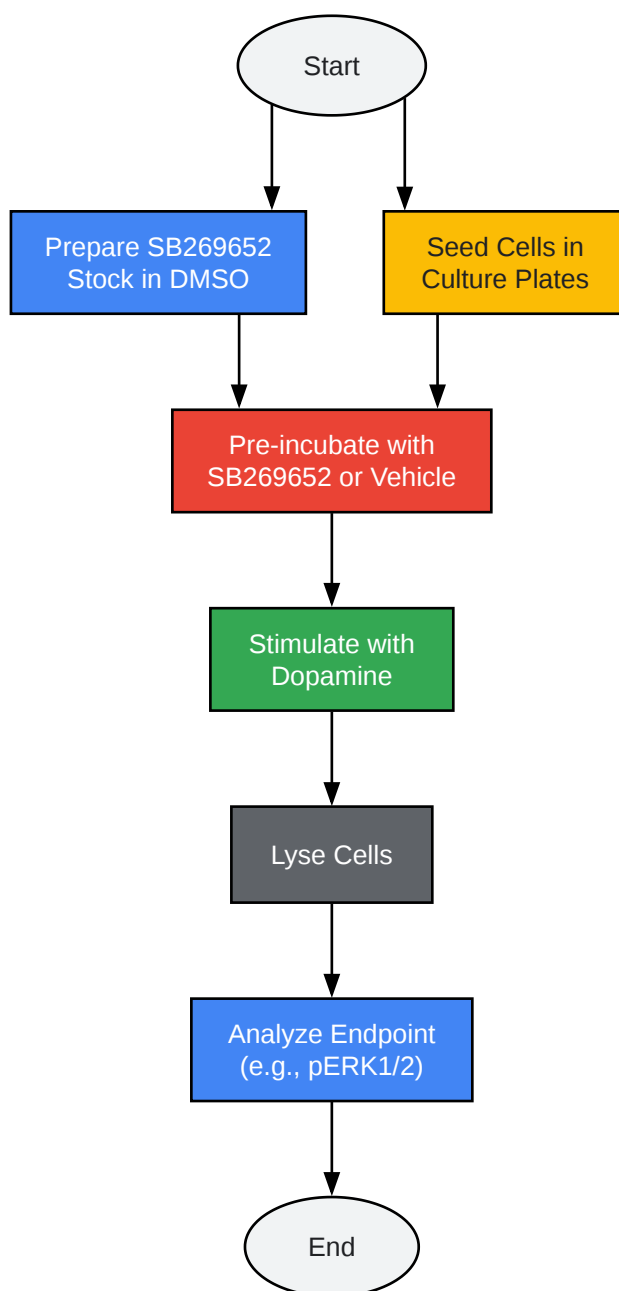 Start
Prepare SB269652
Stock in DMSO
Seed Cells in
Culture Plates
Pre-incubate with
SB269652 or Vehicle
Stimulate with
Dopamine
Lyse Cells
Analyze Endpoint
(e.g., pERK1/2)
End